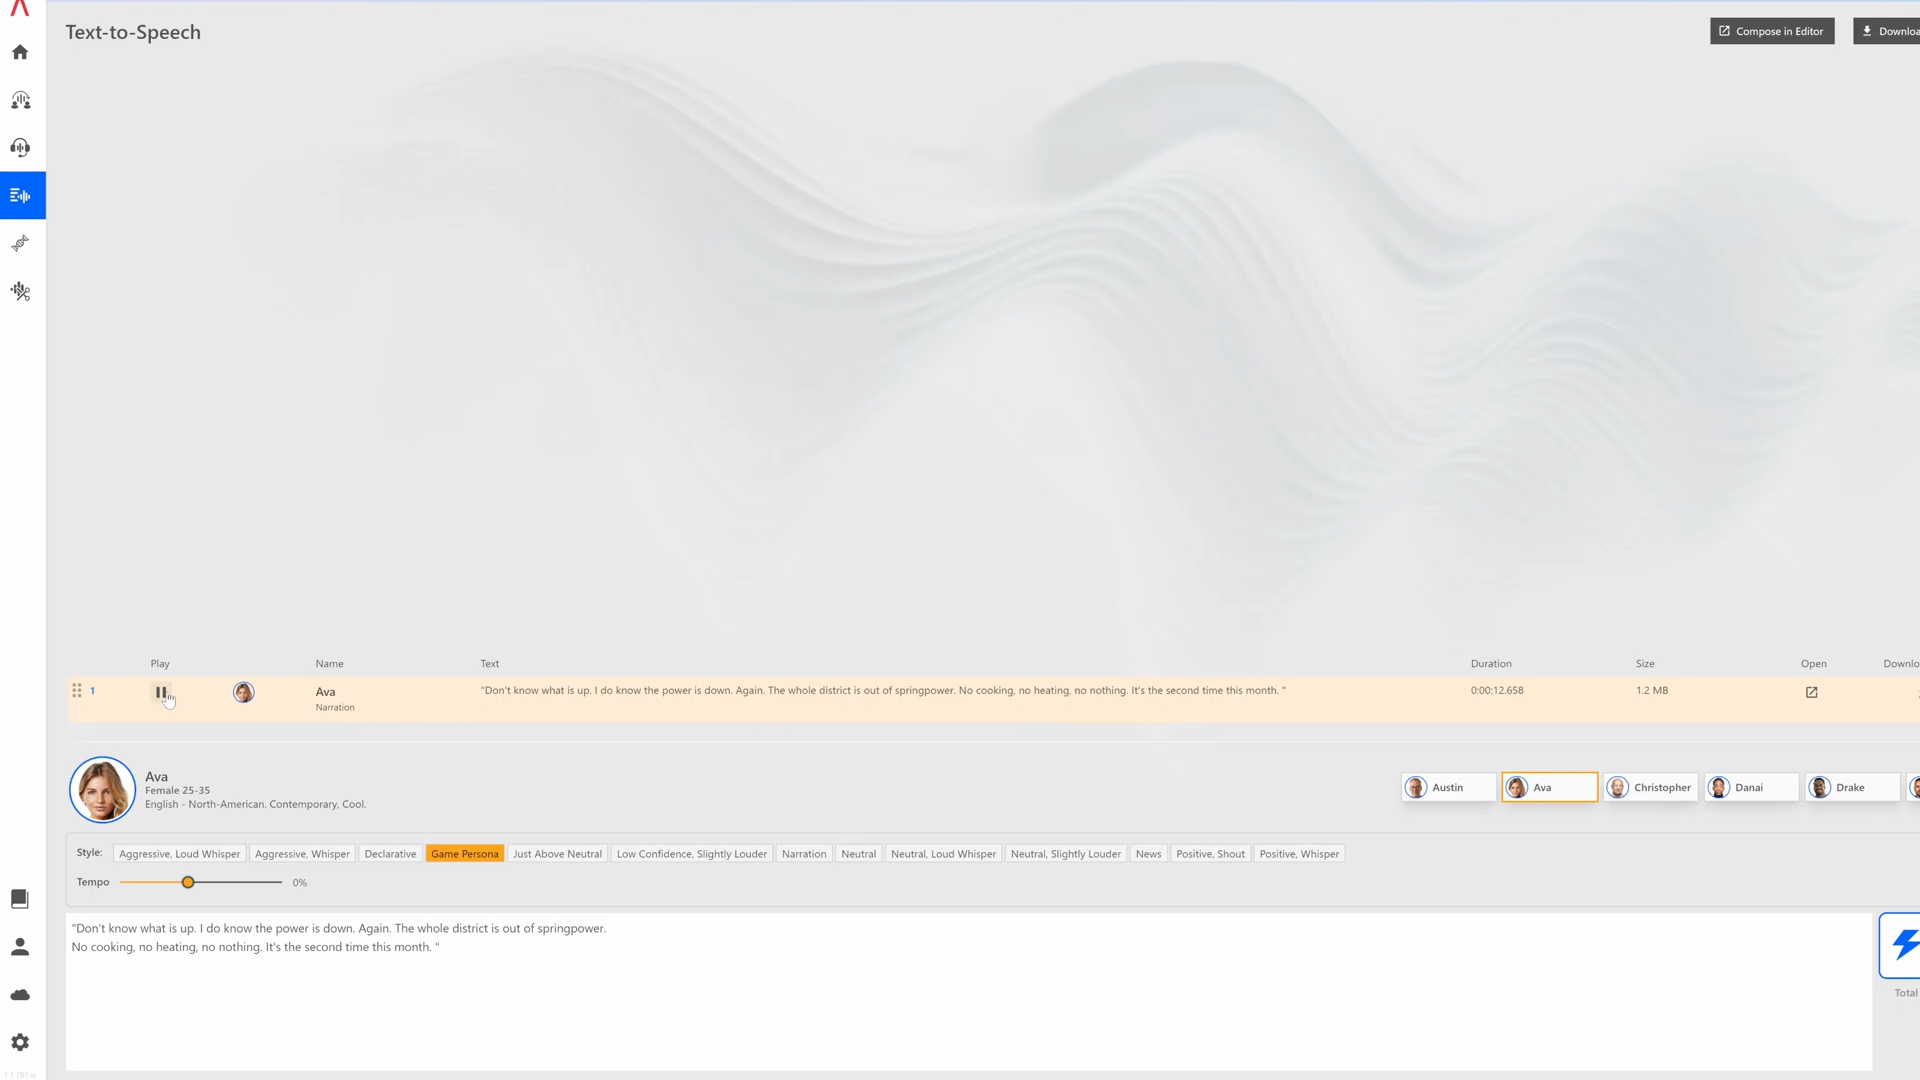 Text-to-Speech
Compose in Editor
Play
Name
Text
Duration
Size
Open
1
Ava
"Don't know what is up. I do know the power is down. Again. The whole district is out of springpower. No cooking, no heating, no nothing. It's the second time this month. "
0:00:12.658
1.2 MB
Narration
Ava
Female 25-35
English - North-American. Contemporary, Cool.
Austin
Ava
Christopher
Danai
Drake
Style:
Aggressive, Loud Whisper
Aggressive, Whisper
Declarative
Game Persona
Just Above Neutral
Low Confidence, Slightly Louder
Narration
Neutral
Neutral, Loud Whisper
Neutral, Slightly Louder
News
Positive, Shout
Positive, Whisper
Tempo
0%
"Don't know what is up. I do know the power is down. Again. The whole district is out of springpower.
No cooking, no heating, no nothing. It's the second time this month. "
Total